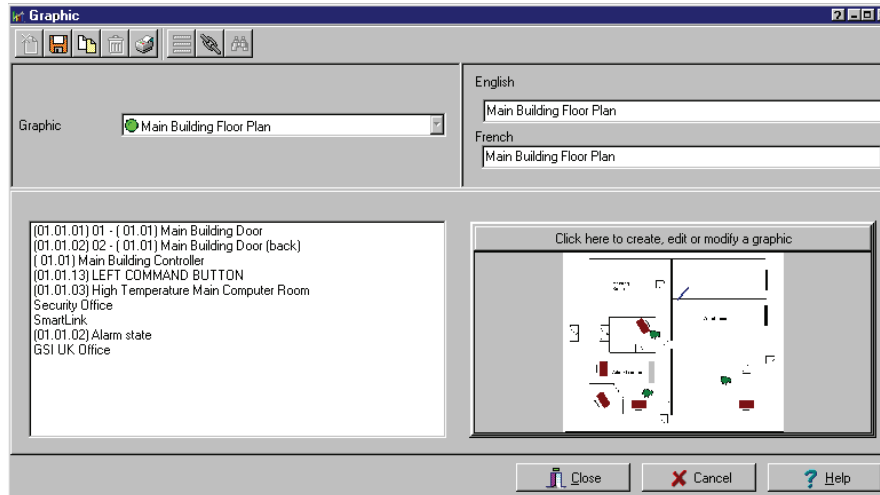 Graphic
English
Main Building Floor Plan
Graphic
Main Building Floor Plan
French
Main Building Floor Plan
(01.01.01) 01 - ( 01.01) Main Building Door
(01.01.02) 02 - ( 01.01) Main Building Door (back)
( 01.01) Main Building Controller
(01.01.13) LEFT COMMAND BUTTON
(01.01.03) High Temperature Main Computer Room
Security Office
SmartLink
(01.01.02) Alarm state
GSI UK Office
Click here to create, edit or modify a graphic
Close
Cancel
Help